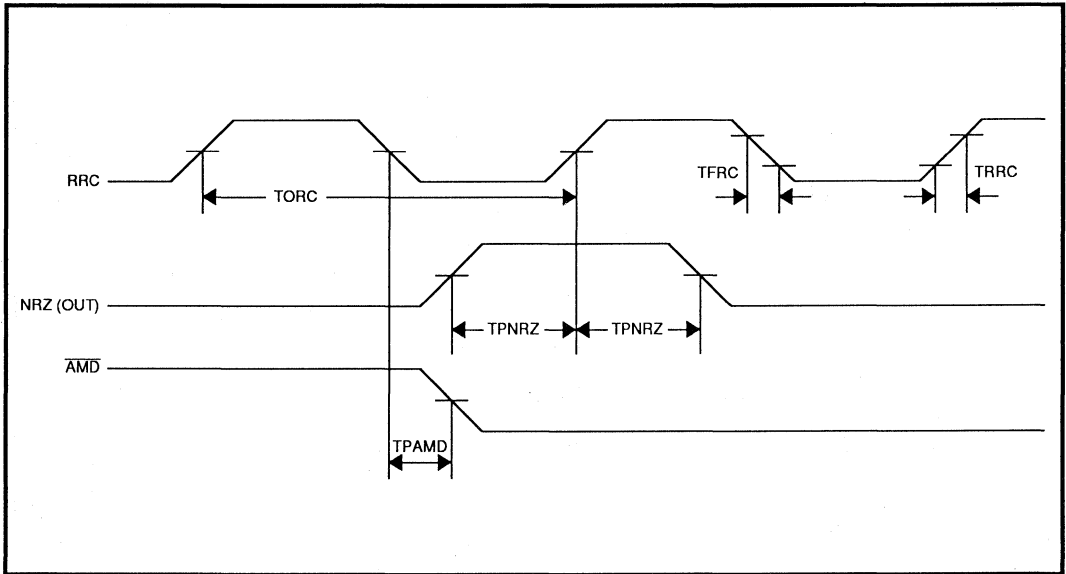 RRC
TORC
TFRC
TRRC
NRZ (OUT)
TPNRZ
TPNRZ
AMD
TPAMD